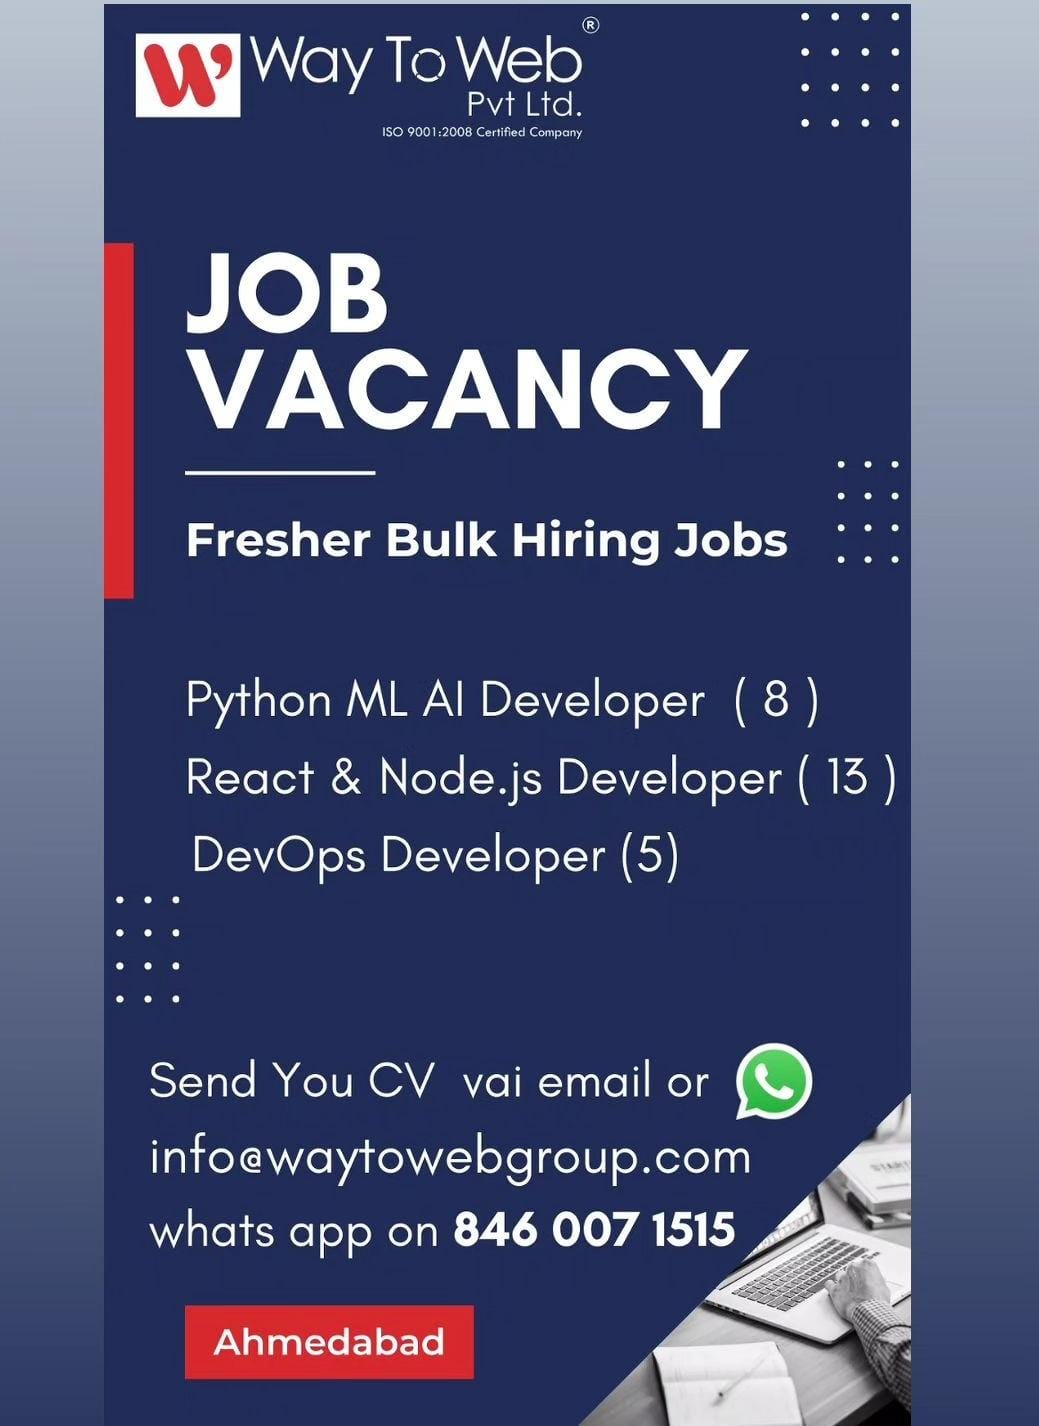 Way To Web ®
Pvt Ltd.
ISO 9001:2008 Certified Company
JOB
VACANCY
Fresher Bulk Hiring Jobs
Python ML AI Developer ( 8 )
React & Node.js Developer ( 13 )
DevOps Developer (5)
Send You CV vai email or
info@waytowebgroup.com
whats app on 846 007 1515
Ahmedabad